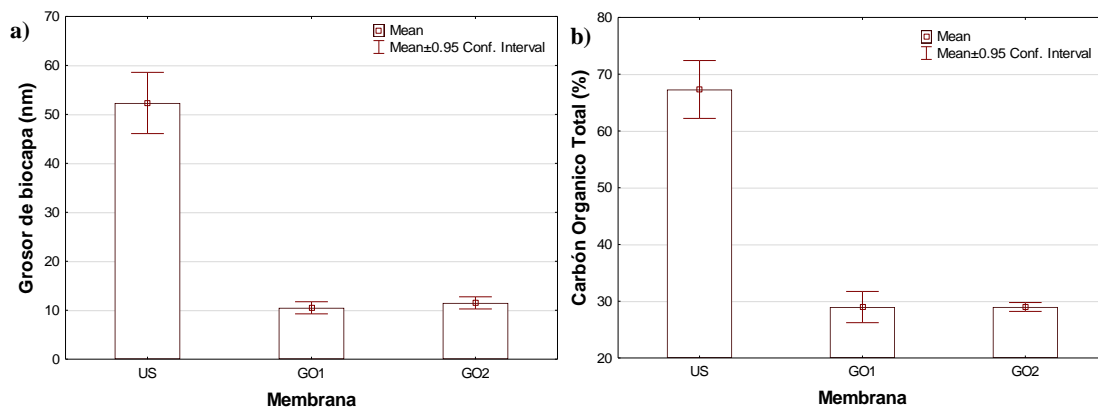 a)
Grosor de biocapa (nm)
70
60
50
40
30
20
10
0
Mean
Mean±0.95 Conf. Interval
US
GO1
GO2
Membrana
b)
Carbón Organico Total (%)
80
70
60
50
40
30
20
Mean
Mean±0.95 Conf. Interval
US
GO1
GO2
Membrana